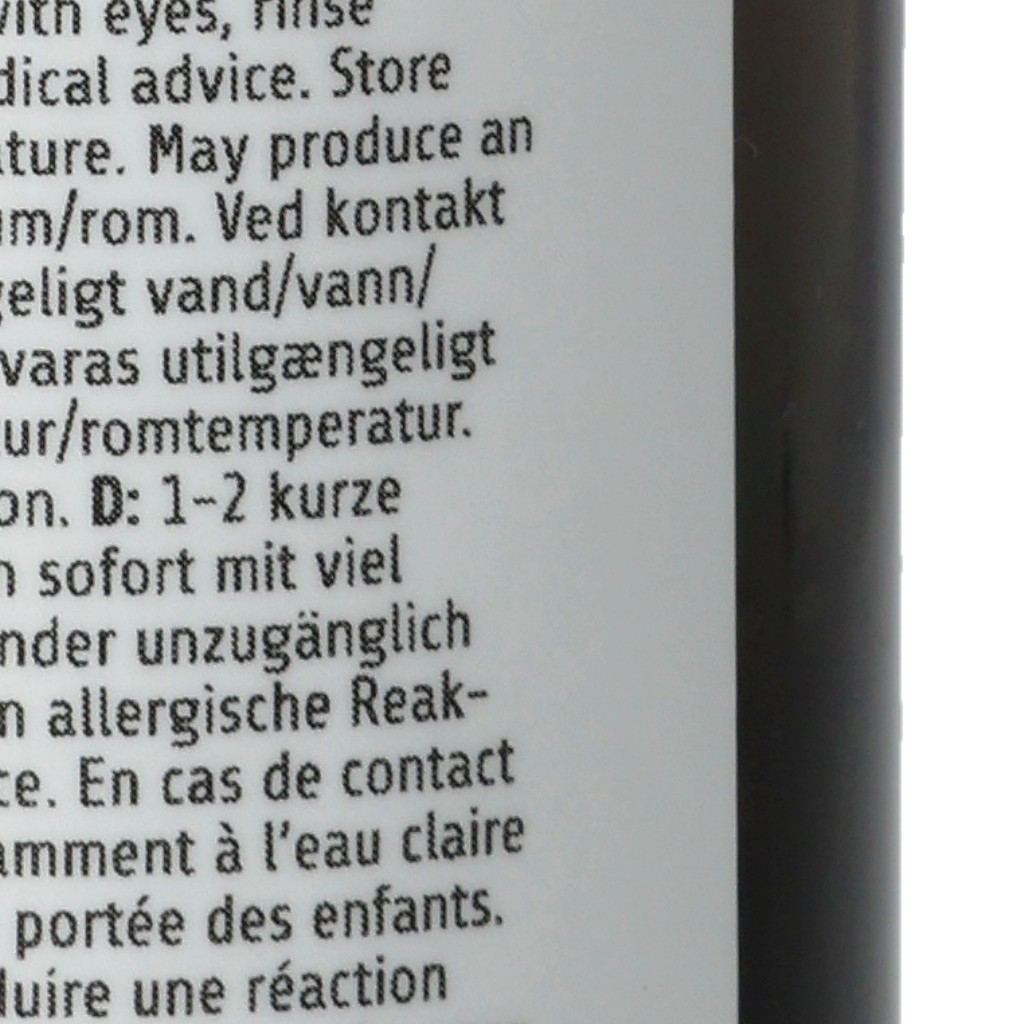 with eyes, rinse
dical advice. Store
ture. May produce an
um/rom. Ved kontakt
geligt vand/vann/
varas utilgængeligt
ur/romtemperatur.
on. D: 1–2 kurze
n sofort mit viel
nder unzugänglich
n allergische Reak-
ce. En cas de contact
amment à l'eau claire
portée des enfants.
duire une réaction